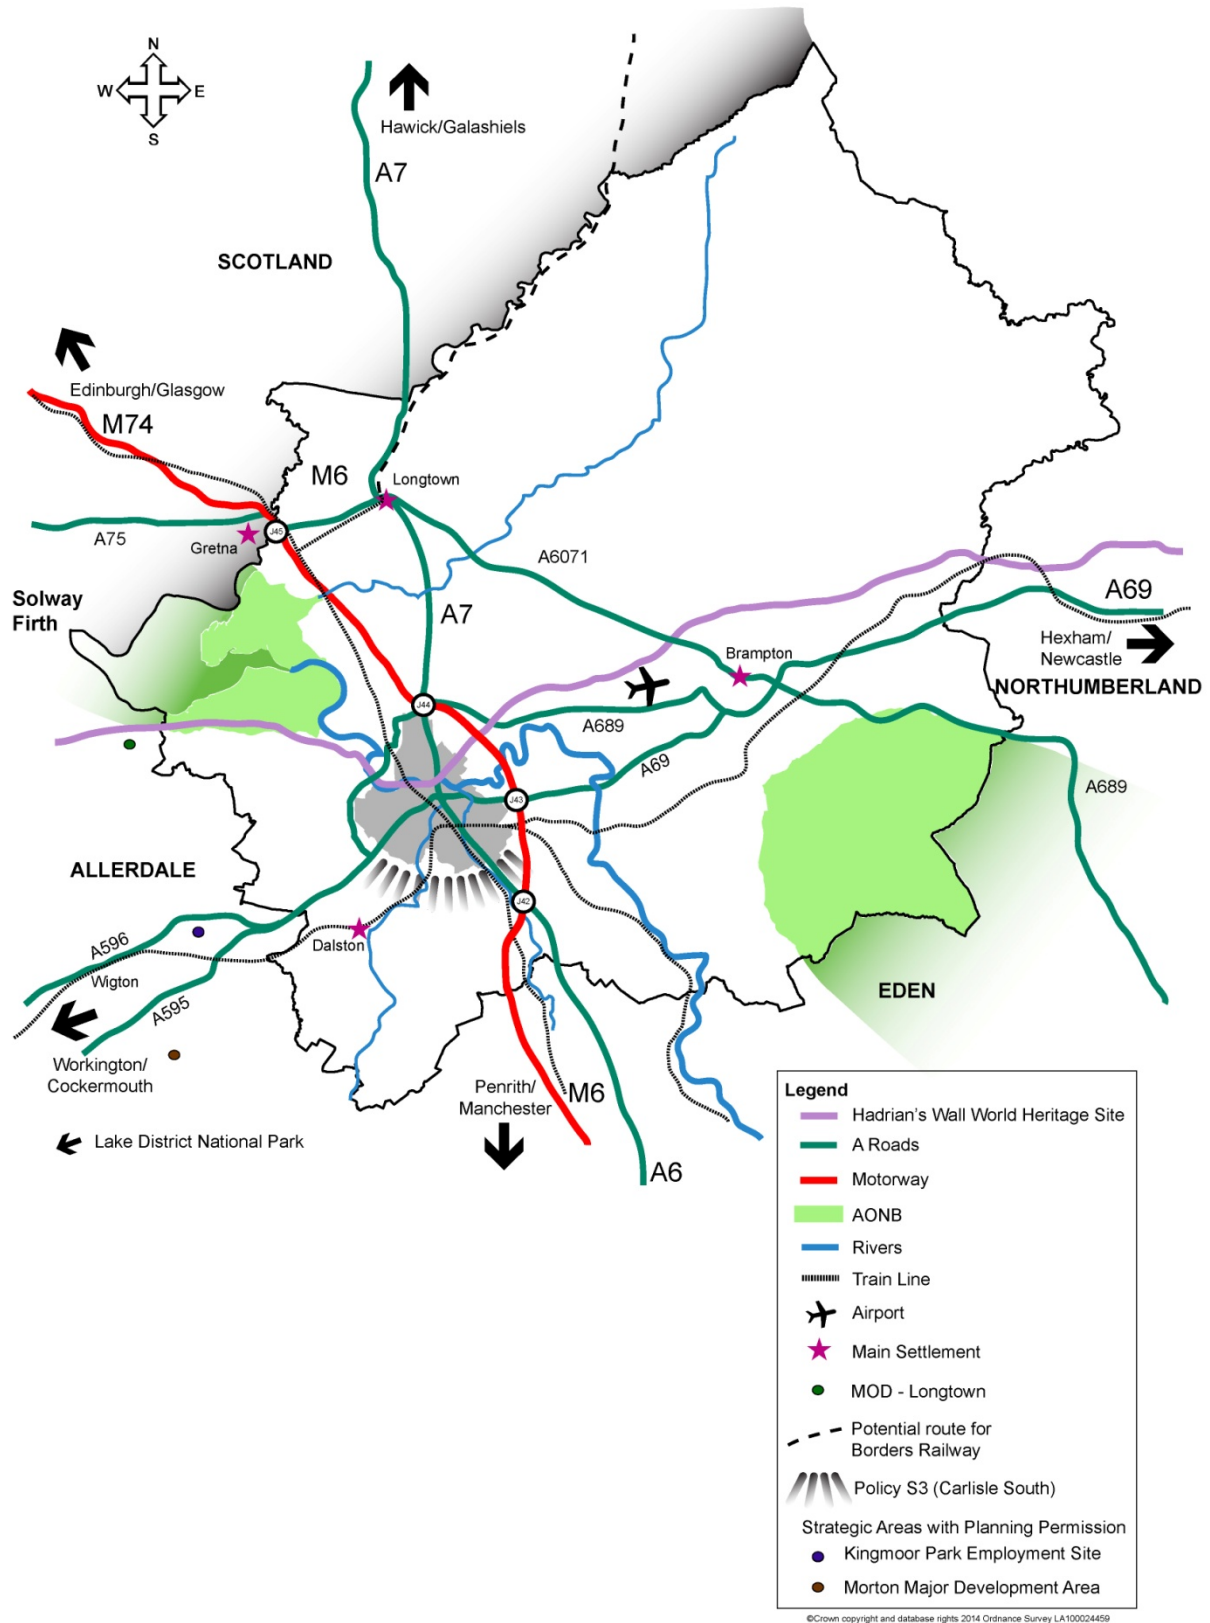 N
W E
S
Hawick/Galashiels
A7
SCOTLAND
Edinburgh/Glasgow
M74
M6
Longtown
A75
Gretna
J45
A6071
Solway
Firth
A7
A69
Hexham/
Newcastle
Brampton
NORTHUMBERLAND
J44
A689
A69
A689
J43
ALLERDALE
J42
Dalston
A596
Wigton
A595
EDEN
Workington/
Cockermouth
Penrith/
Manchester
M6
Lake District National Park
A6
Legend
Hadrian's Wall World Heritage Site
A Roads
Motorway
AONB
Rivers
Train Line
Airport
Main Settlement
MOD - Longtown
Potential route for
Borders Railway
Policy S3 (Carlisle South)
Strategic Areas with Planning Permission
Kingmoor Park Employment Site
Morton Major Development Area
©Crown copyright and database rights 2014 Ordnance Survey LA100024459